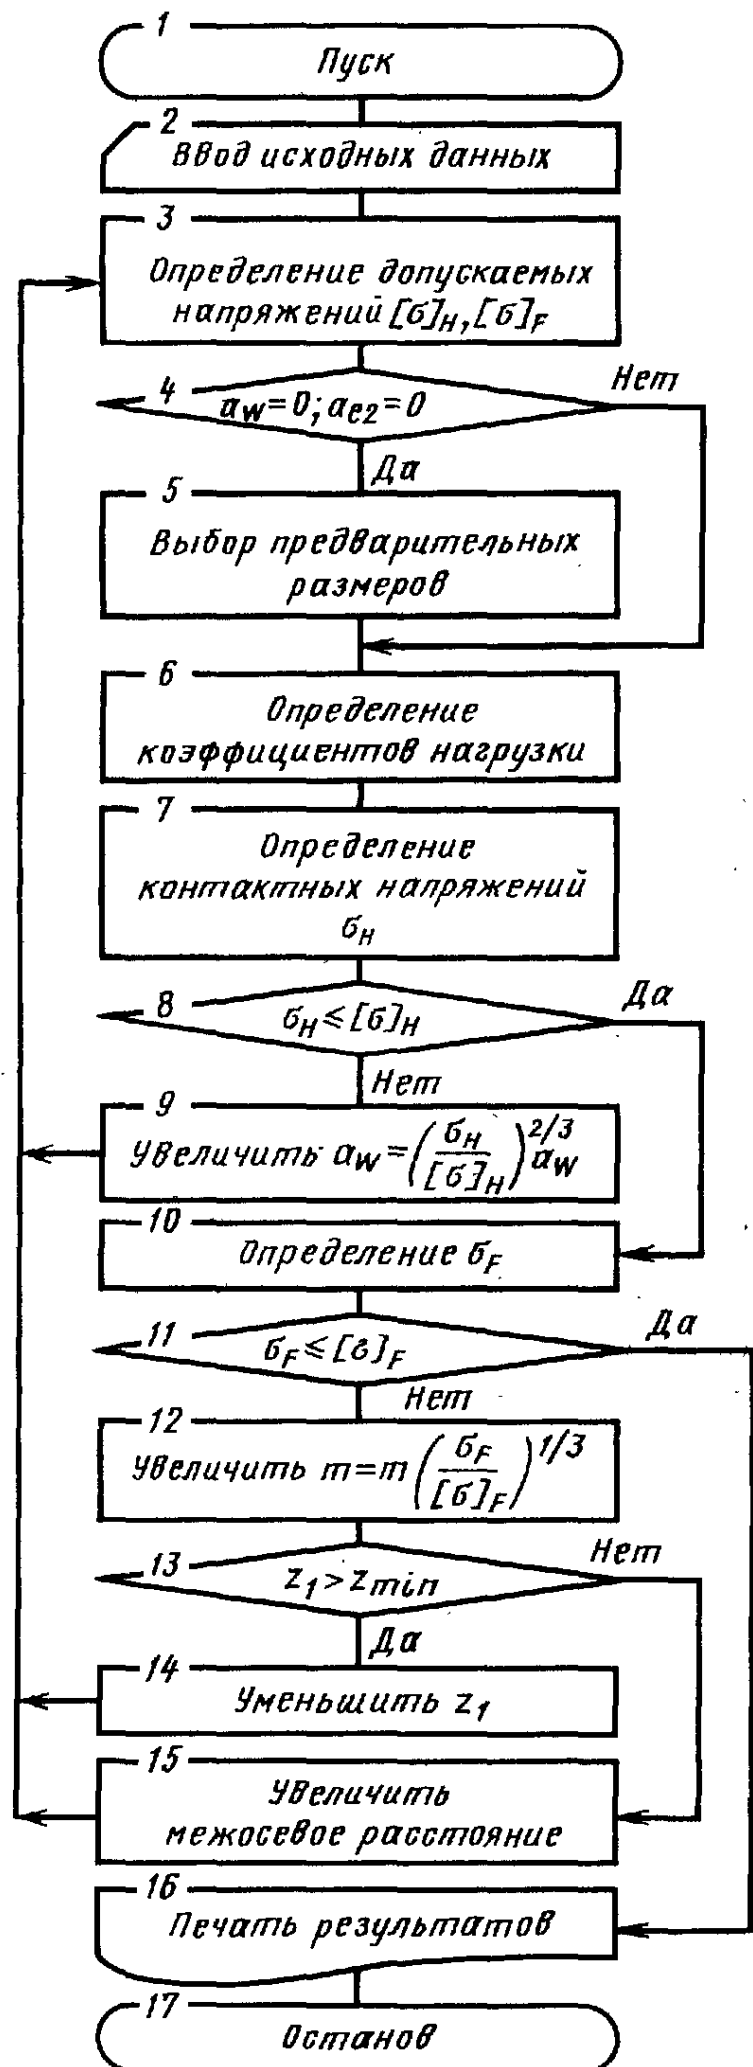 1
Пуск
2
Ввод исходных данных
3
Определение допускаемых
напряжений [σ]H, [σ]F
4
aw=0; ae2=0
Нет
Да
5
Выбор предварительных
размеров
6
Определение
коэффициентов нагрузки
7
Определение
контактных напряжений
σH
8
σH ≤ [σ]H
Да
Нет
9
Увеличить aw = (σH/[σ]H)^2/3 aw
10
Определение σF
11
σF ≤ [σ]F
Да
Нет
12
Увеличить m = m (σF/[σ]F)^1/3
13
z1 > zmin
Нет
Да
14
Уменьшить z1
15
Увеличить
межосевое расстояние
16
Печать результатов
17
Останов